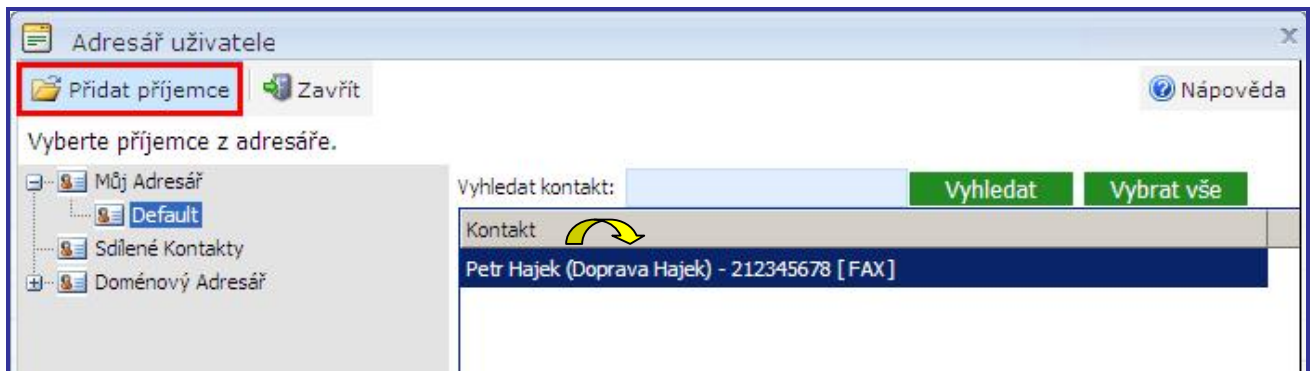 Adresář uživatele
Přidat příjemce Zavřít Nápověda
Vyberte příjemce z adresáře.
Můj Adresář
Default
Sdílené Kontakty
Doménový Adresář
Vyhledat kontakt: Vyhledat Vybrat vše
Kontakt
Petr Hajek (Doprava Hajek) - 212345678 [ FAX ]